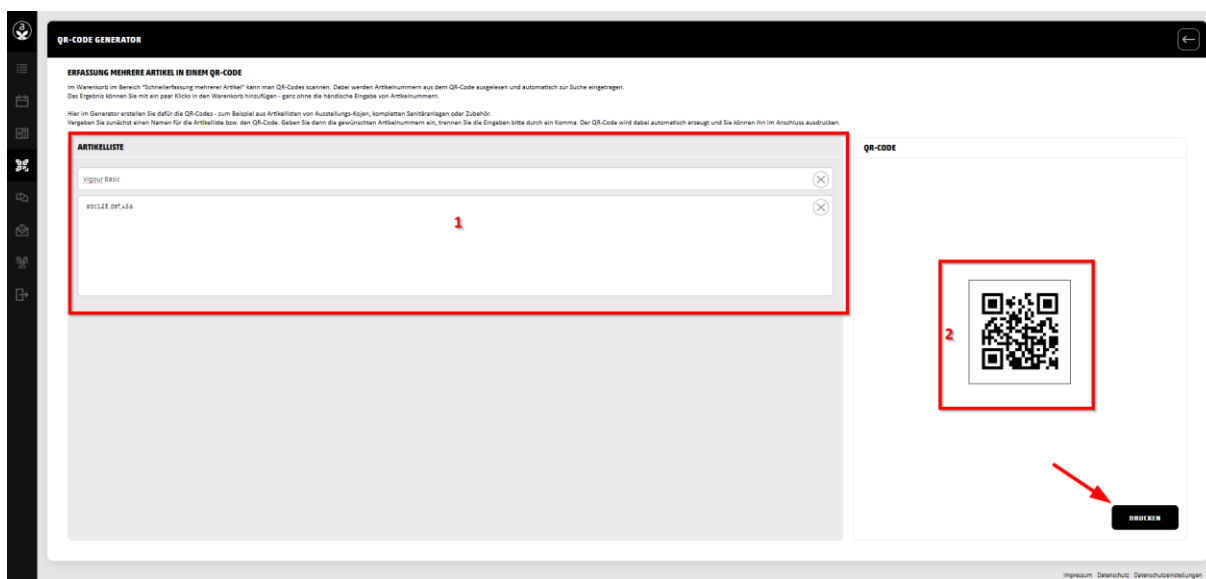 QR-CODE GENERATOR
ERFASSUNG MEHRERE ARTIKEL IN EINEM QR-CODE
Im Warenkorb im Bereich "Schnellerfassung mehrerer Artikel" kann man QR-Codes scannen. Dabei werden Artikelnummern aus dem QR-Code ausgelesen und automatisch zur Suche eingetragen.
Das Ergebnis können Sie mit ein paar Klicks in den Warenkorb hinzufügen - ganz ohne die händische Eingabe von Artikelnummern.
Hier im Generator erstellen Sie dafür die QR-Codes - zum Beispiel aus Artikellisten von Ausstellungs-Kojen, kompletten Sanitäranlagen oder Zubehör.
Vergeben Sie zunächst einen Namen für die Artikelliste bzw. den QR-Code. Geben Sie dann die gewünschten Artikelnummern ein, trennen Sie die Eingaben bitte durch ein Komma. Der QR-Code wird dabei automatisch erzeugt und Sie können ihn im Anschluss ausdrucken.
ARTIKELLISTE
QR-CODE
Vigour Basic
abc123,def,456
1
2
DRUCKEN
Impressum Datenschutz Datenschutzeinstellungen